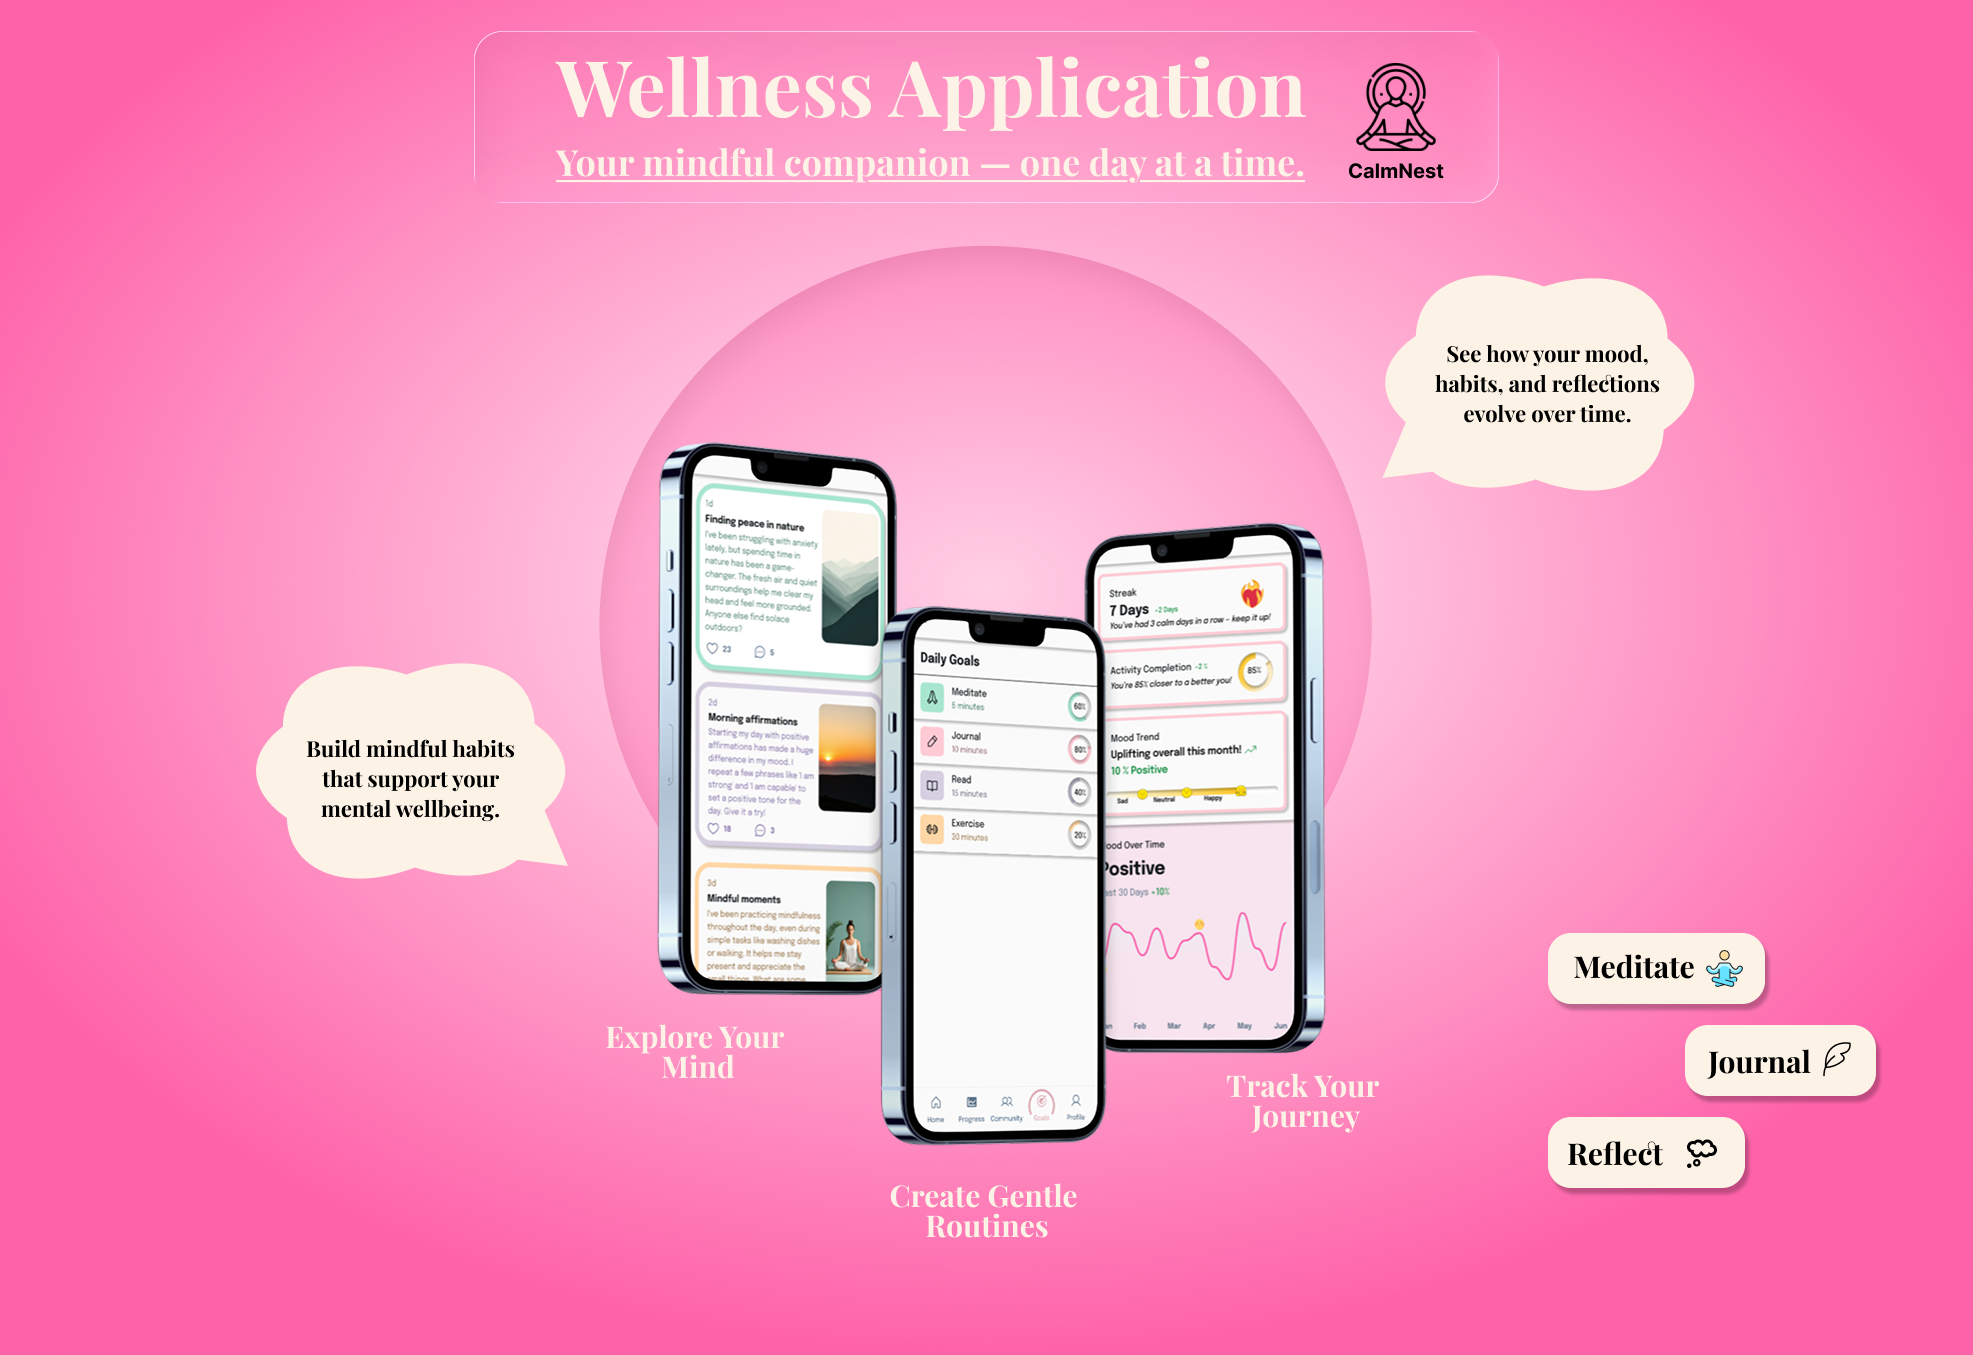 Wellness Application
Your mindful companion — one day at a time.
CalmNest
See how your mood,
habits, and reflections
evolve over time.
Build mindful habits
that support your
mental wellbeing.
1d
Finding peace in nature
I've been struggling with anxiety
lately, but spending time in
nature has been a game-
changer. The fresh air and quiet
surroundings help me clear my
head and feel more grounded.
Anyone else find solace
outdoors?
23 5
2d
Morning affirmations
Starting my day with positive
affirmations has made a huge
difference in my mood. I
repeat a few phrases like 'I am
strong' and 'I am capable' to
set a positive tone for the
day. Give it a try!
18 3
3d
Mindful moments
I've been practicing mindfulness
throughout the day, even during
simple tasks like washing dishes
or walking. It helps me stay
present and appreciate the
small things. What are some
Daily Goals
Meditate
5 minutes
60%
Journal
10 minutes
80%
Read
15 minutes
40%
Exercise
30 minutes
20%
Home Progress Community Goals Profile
Streak
7 Days -2 Days
You've had 3 calm days in a row – keep it up!
Activity Completion -2 %
You're 85% closer to a better you!
85%
Mood Trend
Uplifting overall this month!
10 % Positive
Sad Neutral Happy
ood Over Time
Positive
ast 30 Days +10%
an Feb Mar Apr May Jun
Explore Your
Mind
Create Gentle
Routines
Track Your
Journey
Meditate
Journal
Reflect